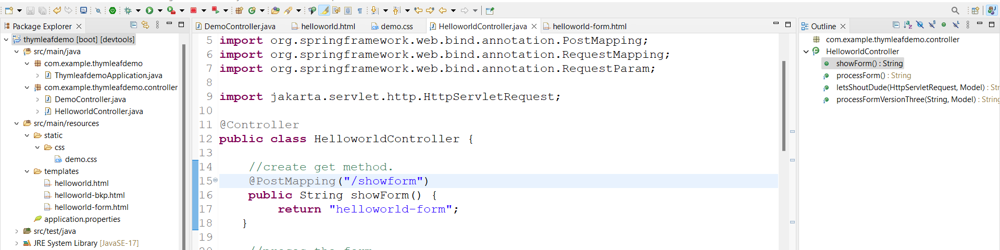 Package Explorer
thymleafdemo [boot] [devtools]
src/main/java
com.example.thymleafdemo
ThymleafdemoApplication.java
com.example.thymleafdemo.controller
DemoController.java
HelloworldController.java
src/main/resources
static
css
demo.css
templates
helloworld.html
helloworld-bkp.html
helloworld-form.html
application.properties
src/test/java
JRE System Library [JavaSE-17]
DemoController.java helloworld.html demo.css HelloworldController.java helloworld-form.html
5 import org.springframework.web.bind.annotation.PostMapping;
6 import org.springframework.web.bind.annotation.RequestMapping;
7 import org.springframework.web.bind.annotation.RequestParam;
8
9 import jakarta.servlet.http.HttpServletRequest;
10
11 @Controller
12 public class HelloworldController {
13
14 //create get method.
15 @PostMapping("/showform")
16 public String showForm() {
17 return "helloworld-form";
18 }
19
Outline
com.example.thymleafdemo.controller
HelloworldController
showForm() : String
processForm() : String
letsShoutDude(HttpServletRequest, Model) : Str
processFormVersionThree(String, Model) : String